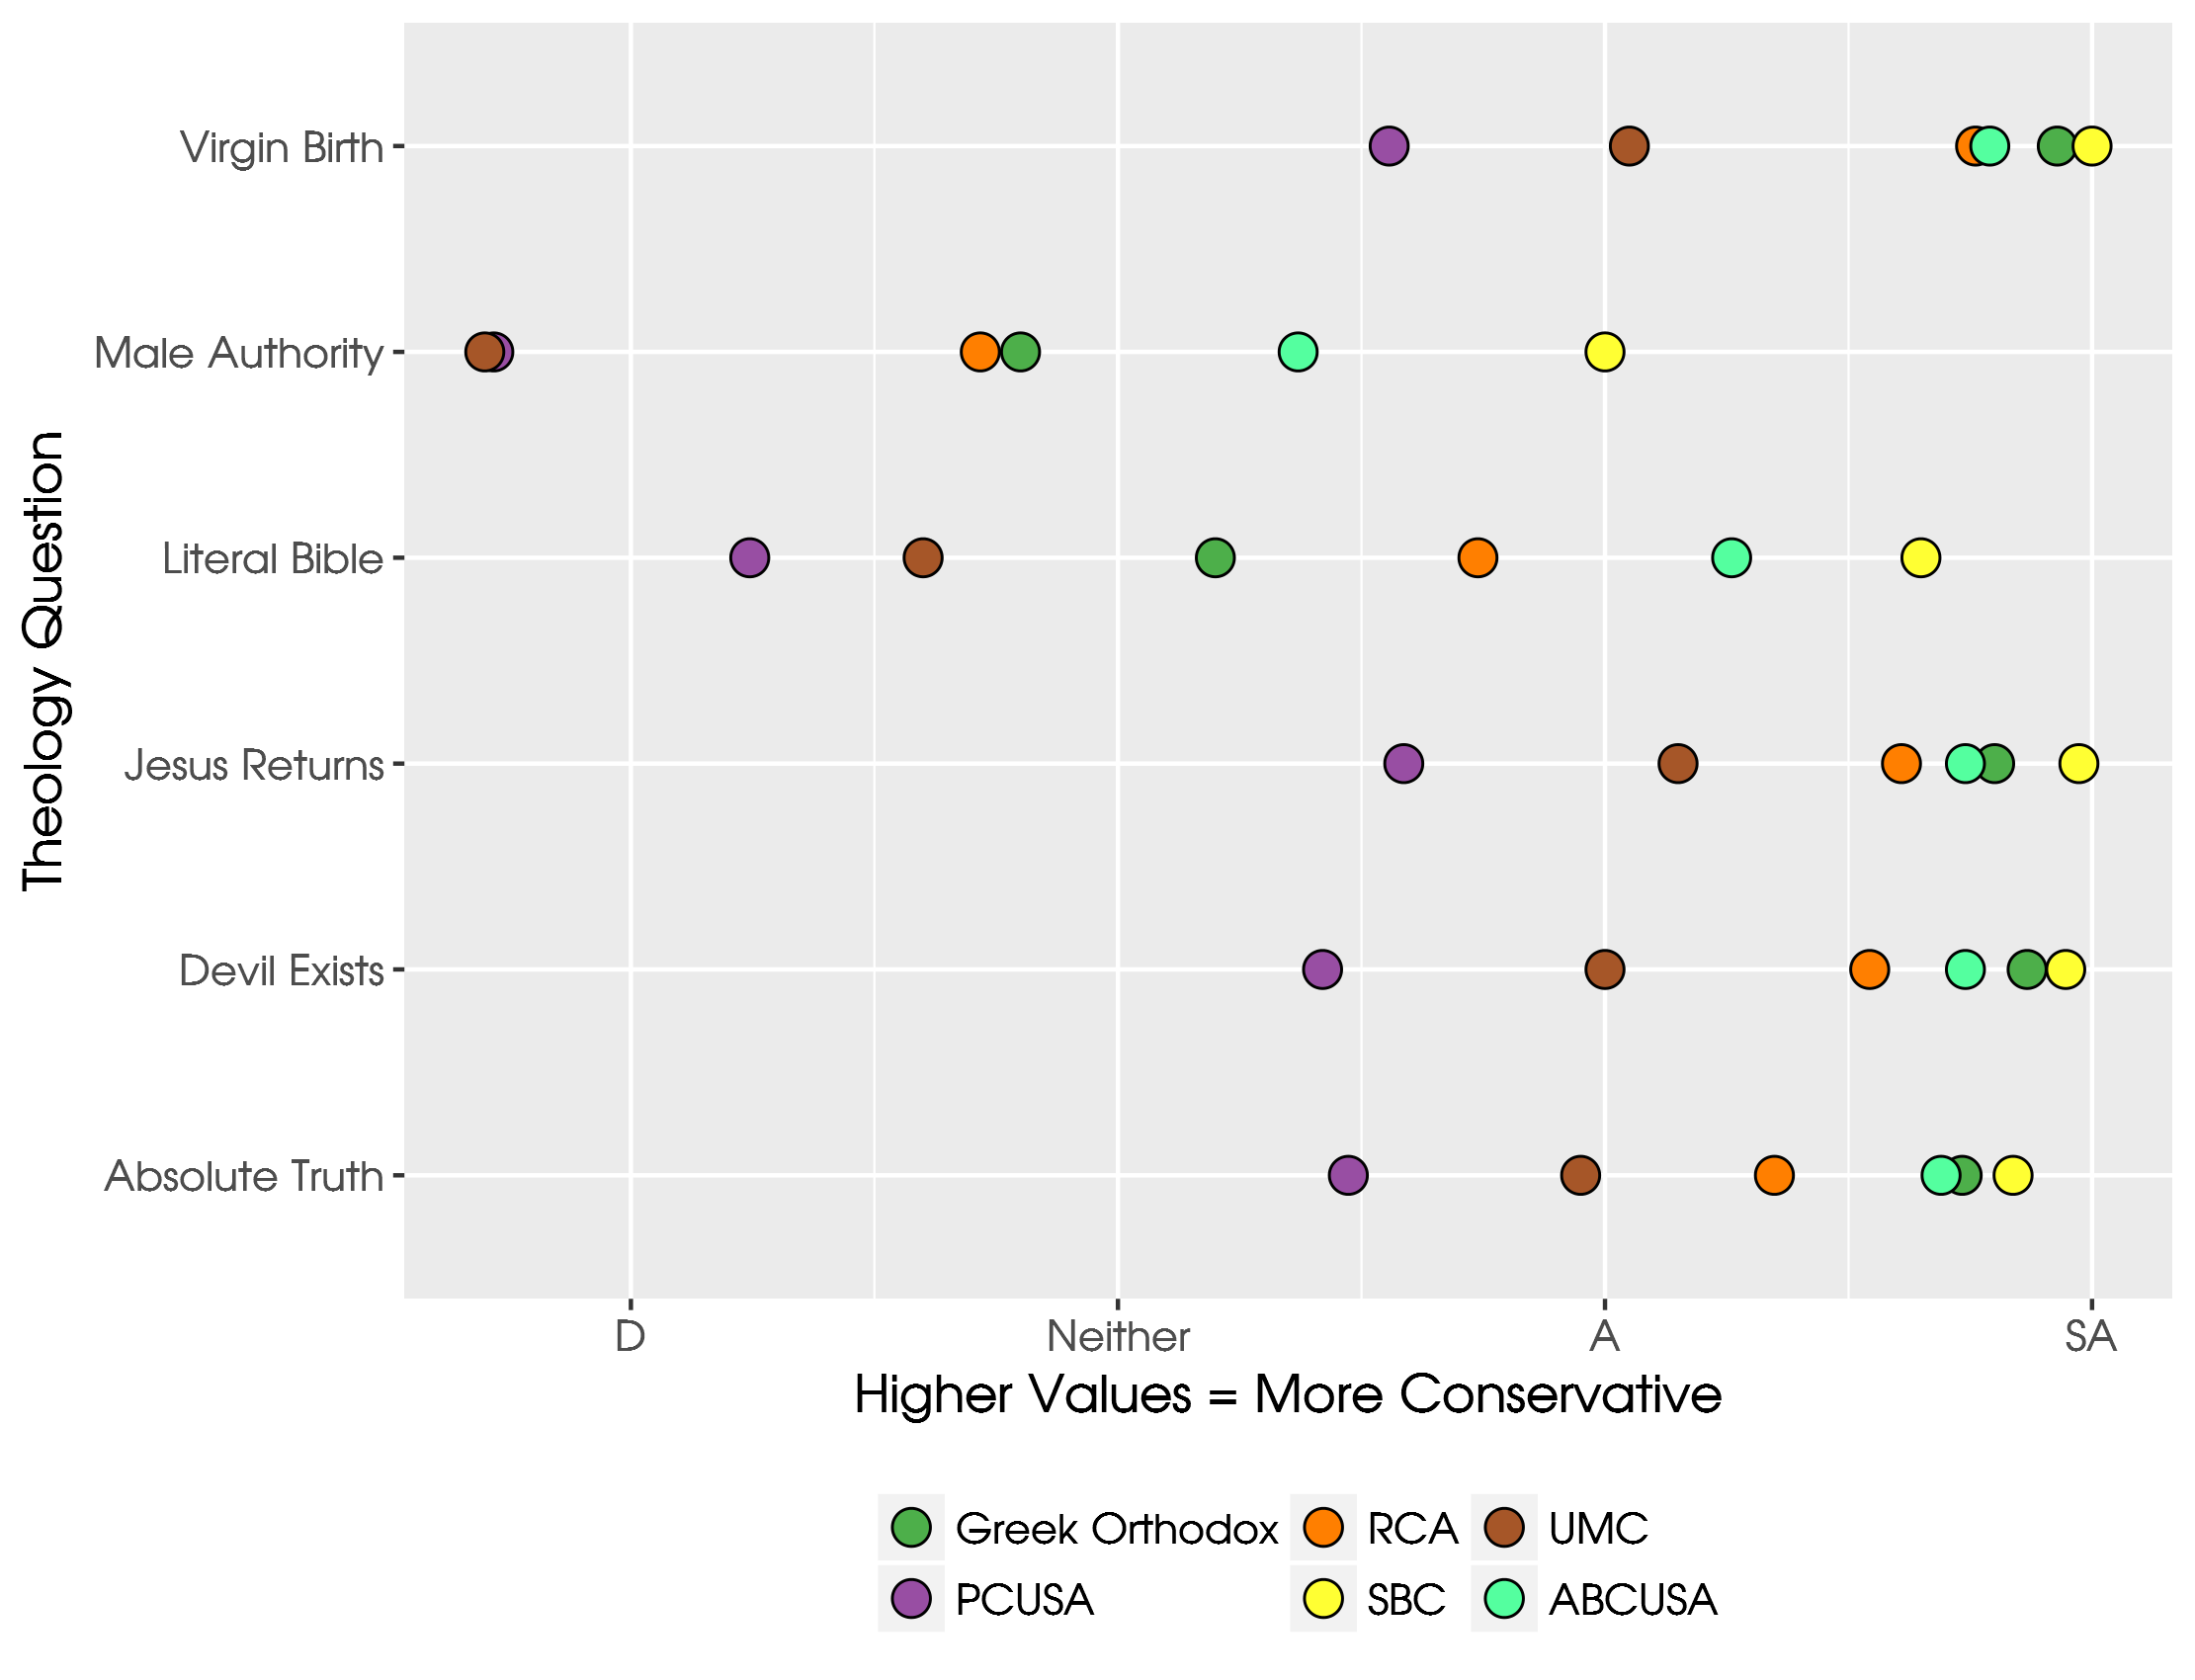 Virgin Birth
Male Authority
Literal Bible
Jesus Returns
Devil Exists
Absolute Truth
Theology Question
D Neither A SA
Higher Values = More Conservative
Greek Orthodox RCA UMC
PCUSA SBC ABCUSA